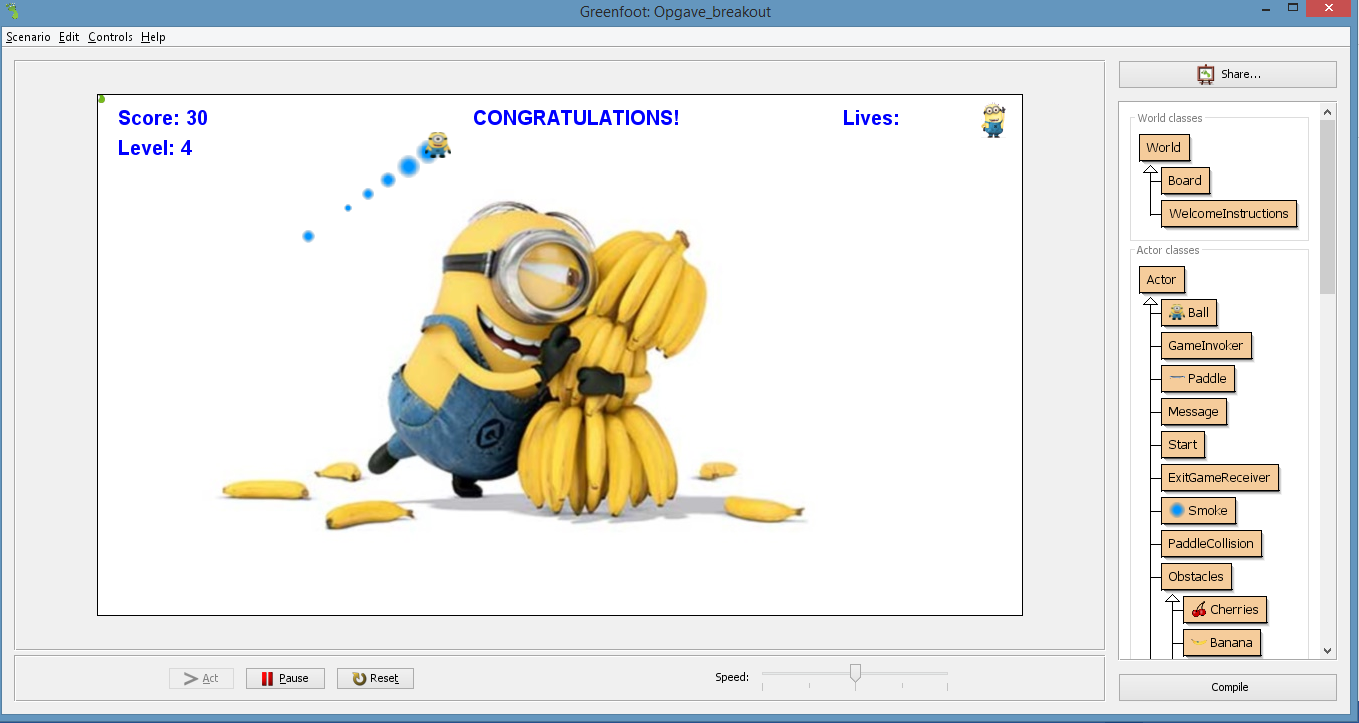 Greenfoot: Opgave_breakout
Scenario Edit Controls Help
Score: 30
CONGRATULATIONS!
Lives:
Level: 4
Share...
World classes
World
Board
WelcomeInstructions
Actor classes
Actor
Ball
GameInvoker
Paddle
Message
Start
ExitGameReceiver
Smoke
PaddleCollision
Obstacles
Cherries
Banana
Act
Pause
Reset
Speed:
Compile